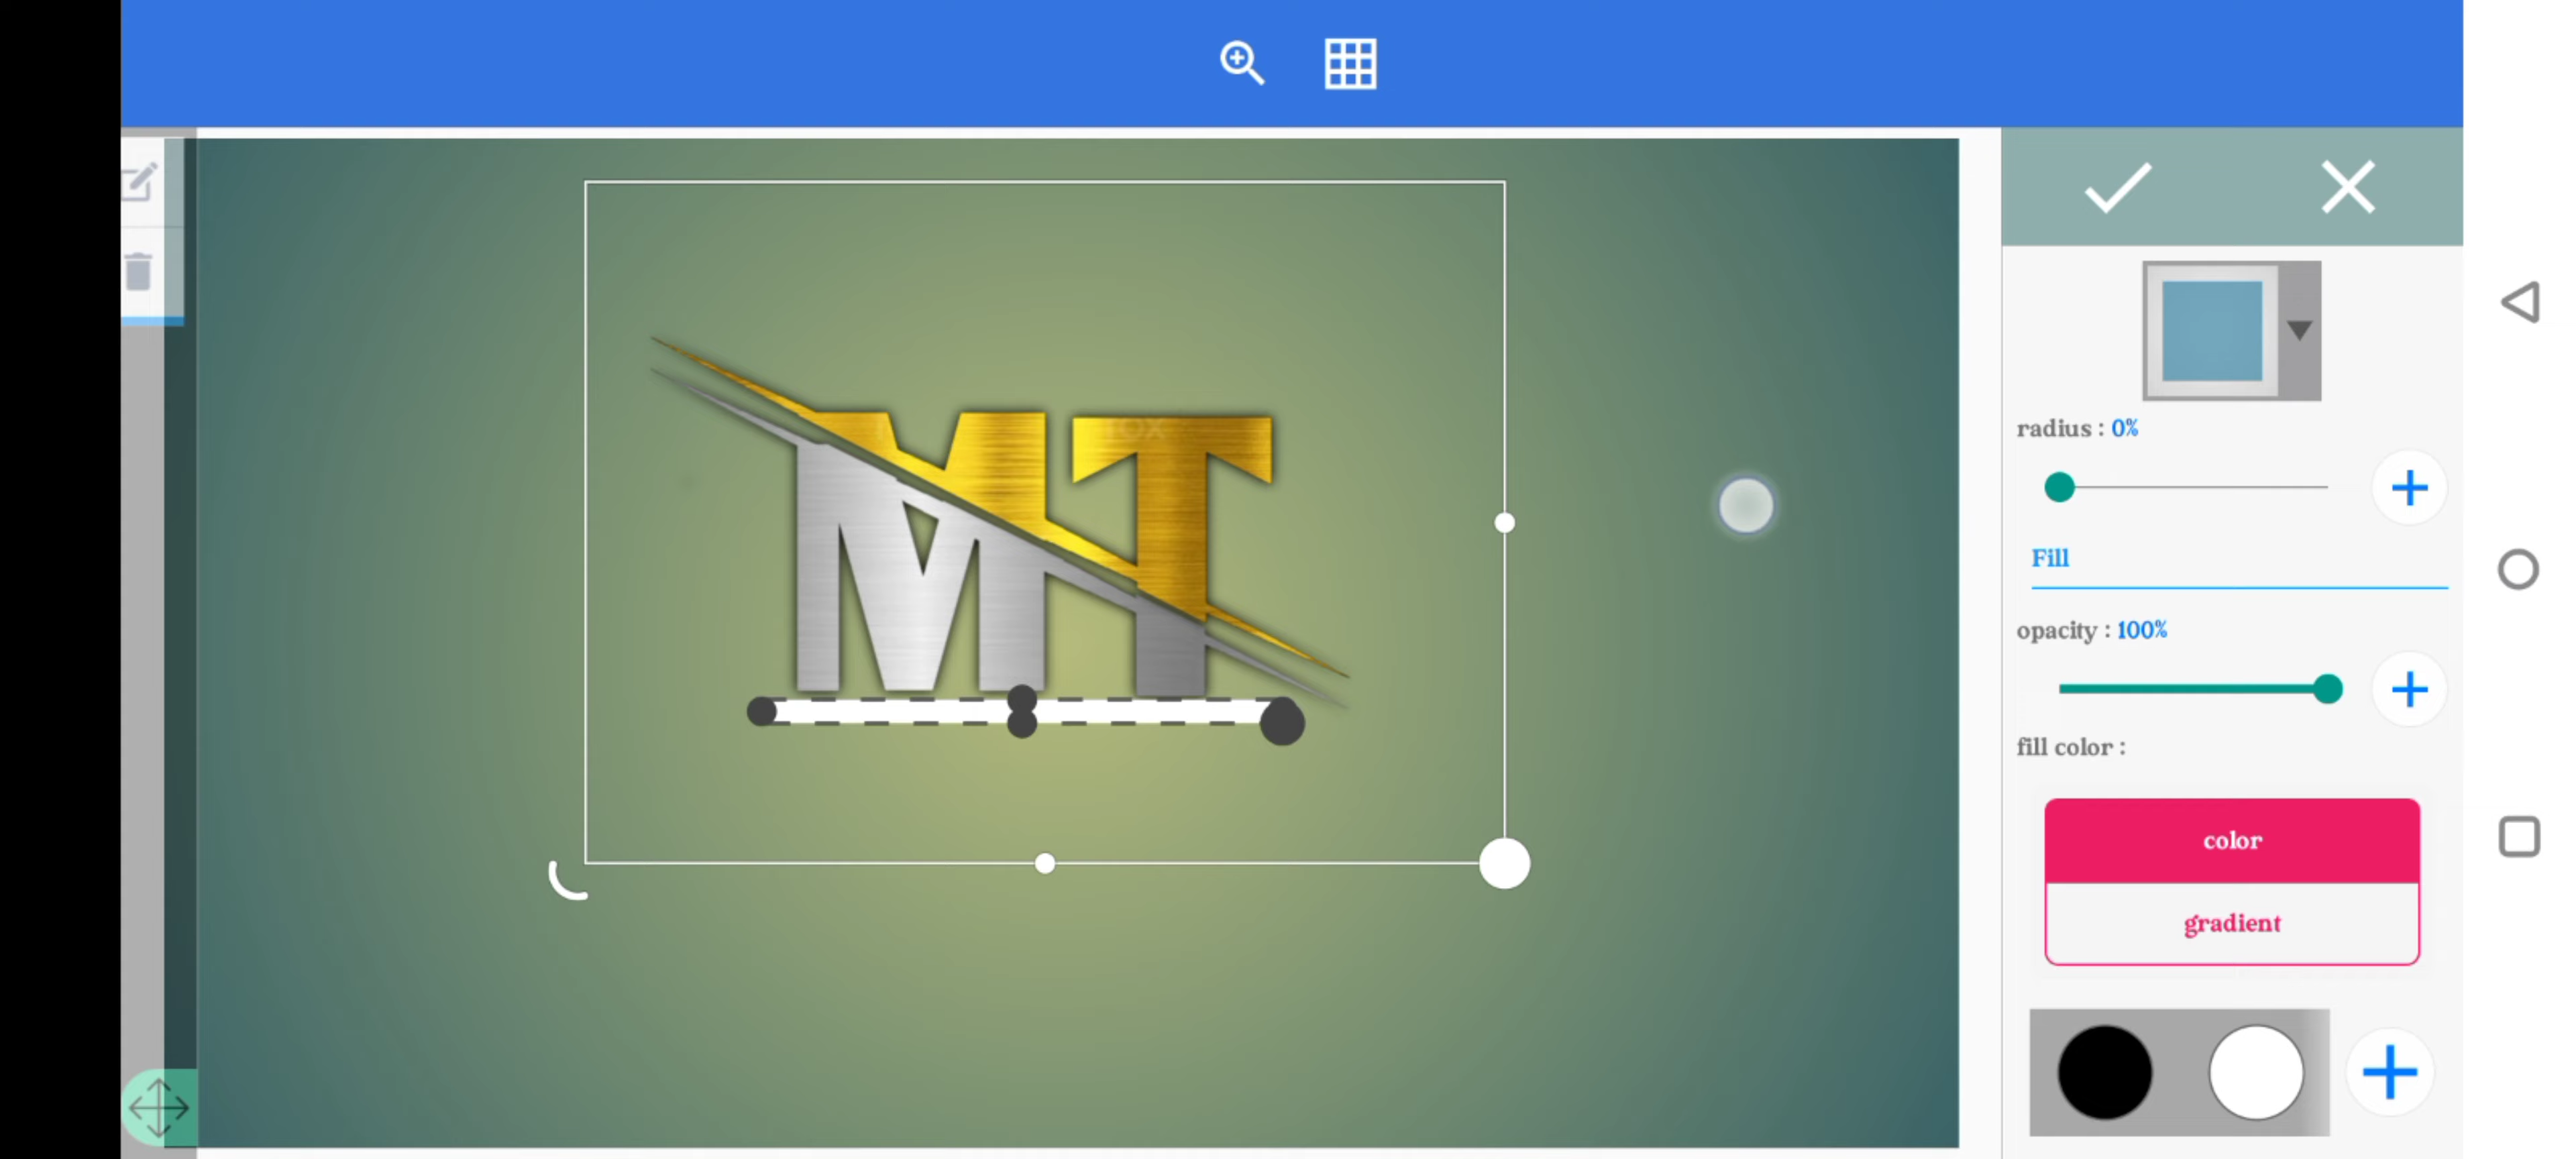 MT
radius : 0%
Fill
opacity : 100%
fill color :
color
gradient